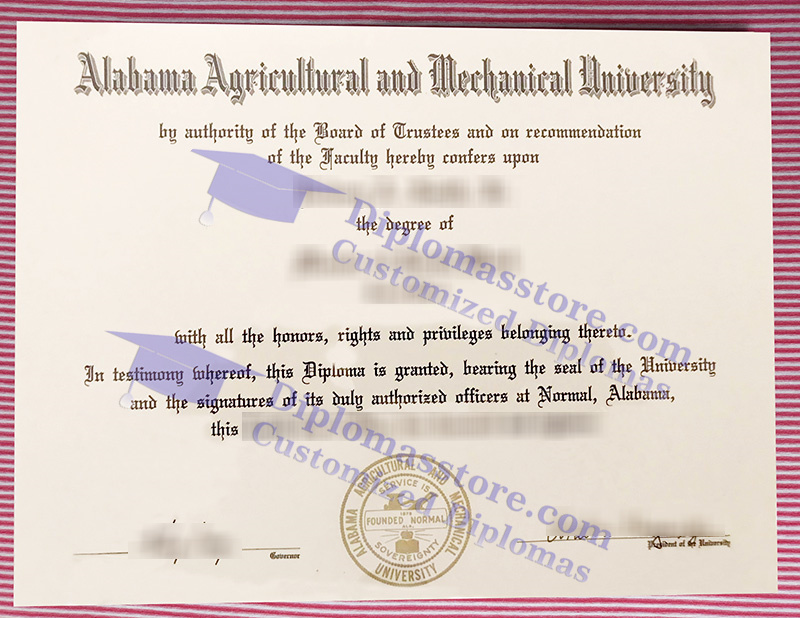 Alabama Agricultural and Mechanical University
by authority of the Board of Trustees and on recommendation
of the Faculty hereby confers upon
the degree of
Diplomasstore.com
Customized Diplomas
with all the honors, rights and privileges belonging thereto.
In testimony whereof, this Diploma is granted, bearing the seal of the University
and the signatures of its duly authorized officers at Normal, Alabama,
this
Diplomasstore.com
Customized Diplomas
ALABAMA AGRICULTURAL AND MECHANICAL UNIVERSITY
SERVICE IS
1875
FOUNDED NORMAL
ALA.
SOVEREIGNTY
Governor
President of the University